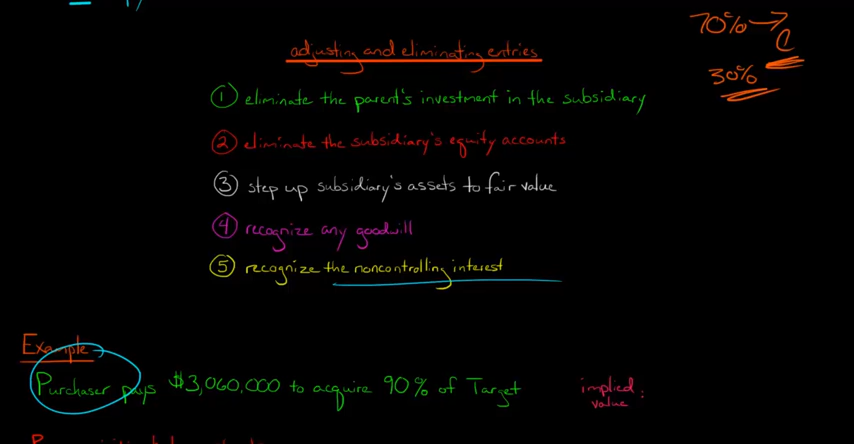 70% →
30%
adjusting and eliminating entries
① eliminate the parent's investment in the subsidiary
② eliminate the subsidiary's equity accounts
③ step up subsidiary's assets to fair value
④ recognize any goodwill
⑤ recognize the noncontrolling interest
Example →
Purchaser pays $3,060,000 to acquire 90% of Target
implied :
value